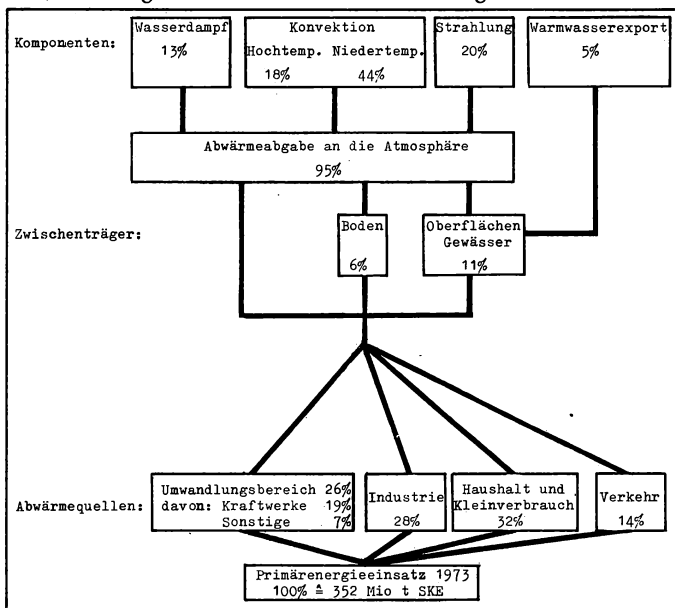 Komponenten:
Wasserdampf
13%
Konvektion
Hochtemp. Niedertemp.
18% 44%
Strahlung
20%
Warmwasserexport
5%
Abwärmeabgabe an die Atmosphäre
95%
Zwischenträger:
Boden
6%
Oberflächen
Gewässer
11%
Abwärmequellen:
Umwandlungsbereich 26%
davon: Kraftwerke 19%
Sonstige 7%
Industrie
28%
Haushalt und
Kleinverbrauch
32%
Verkehr
14%
Primärenergieeinsatz 1973
100% ≙ 352 Mio t SKE